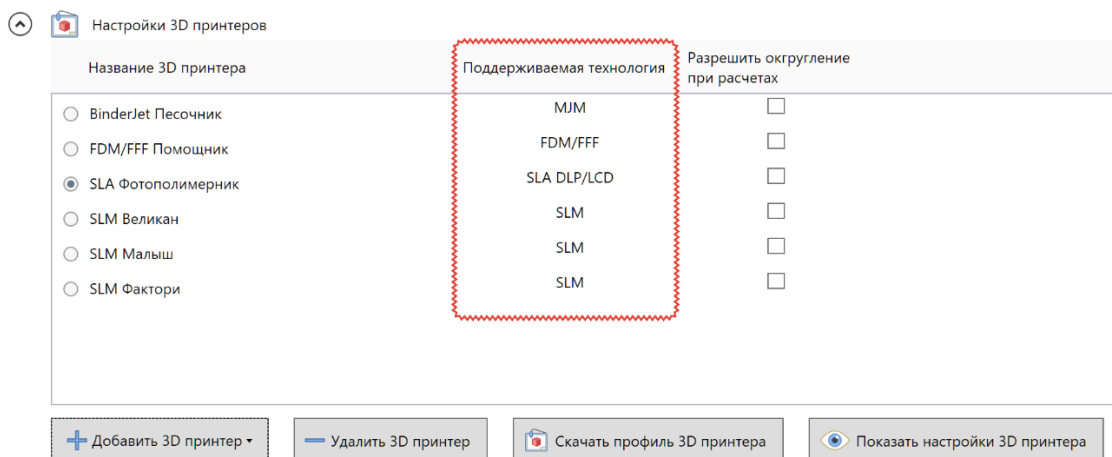 Настройки 3D принтеров
Название 3D принтера Поддерживаемая технология Разрешить окгругление
при расчетах
BinderJet Песочник MJM
FDM/FFF Помощник FDM/FFF
SLA Фотополимерник SLA DLP/LCD
SLM Великан SLM
SLM Малыш SLM
SLM Фактори SLM
Добавить 3D принтер Удалить 3D принтер Скачать профиль 3D принтера Показать настройки 3D принтера